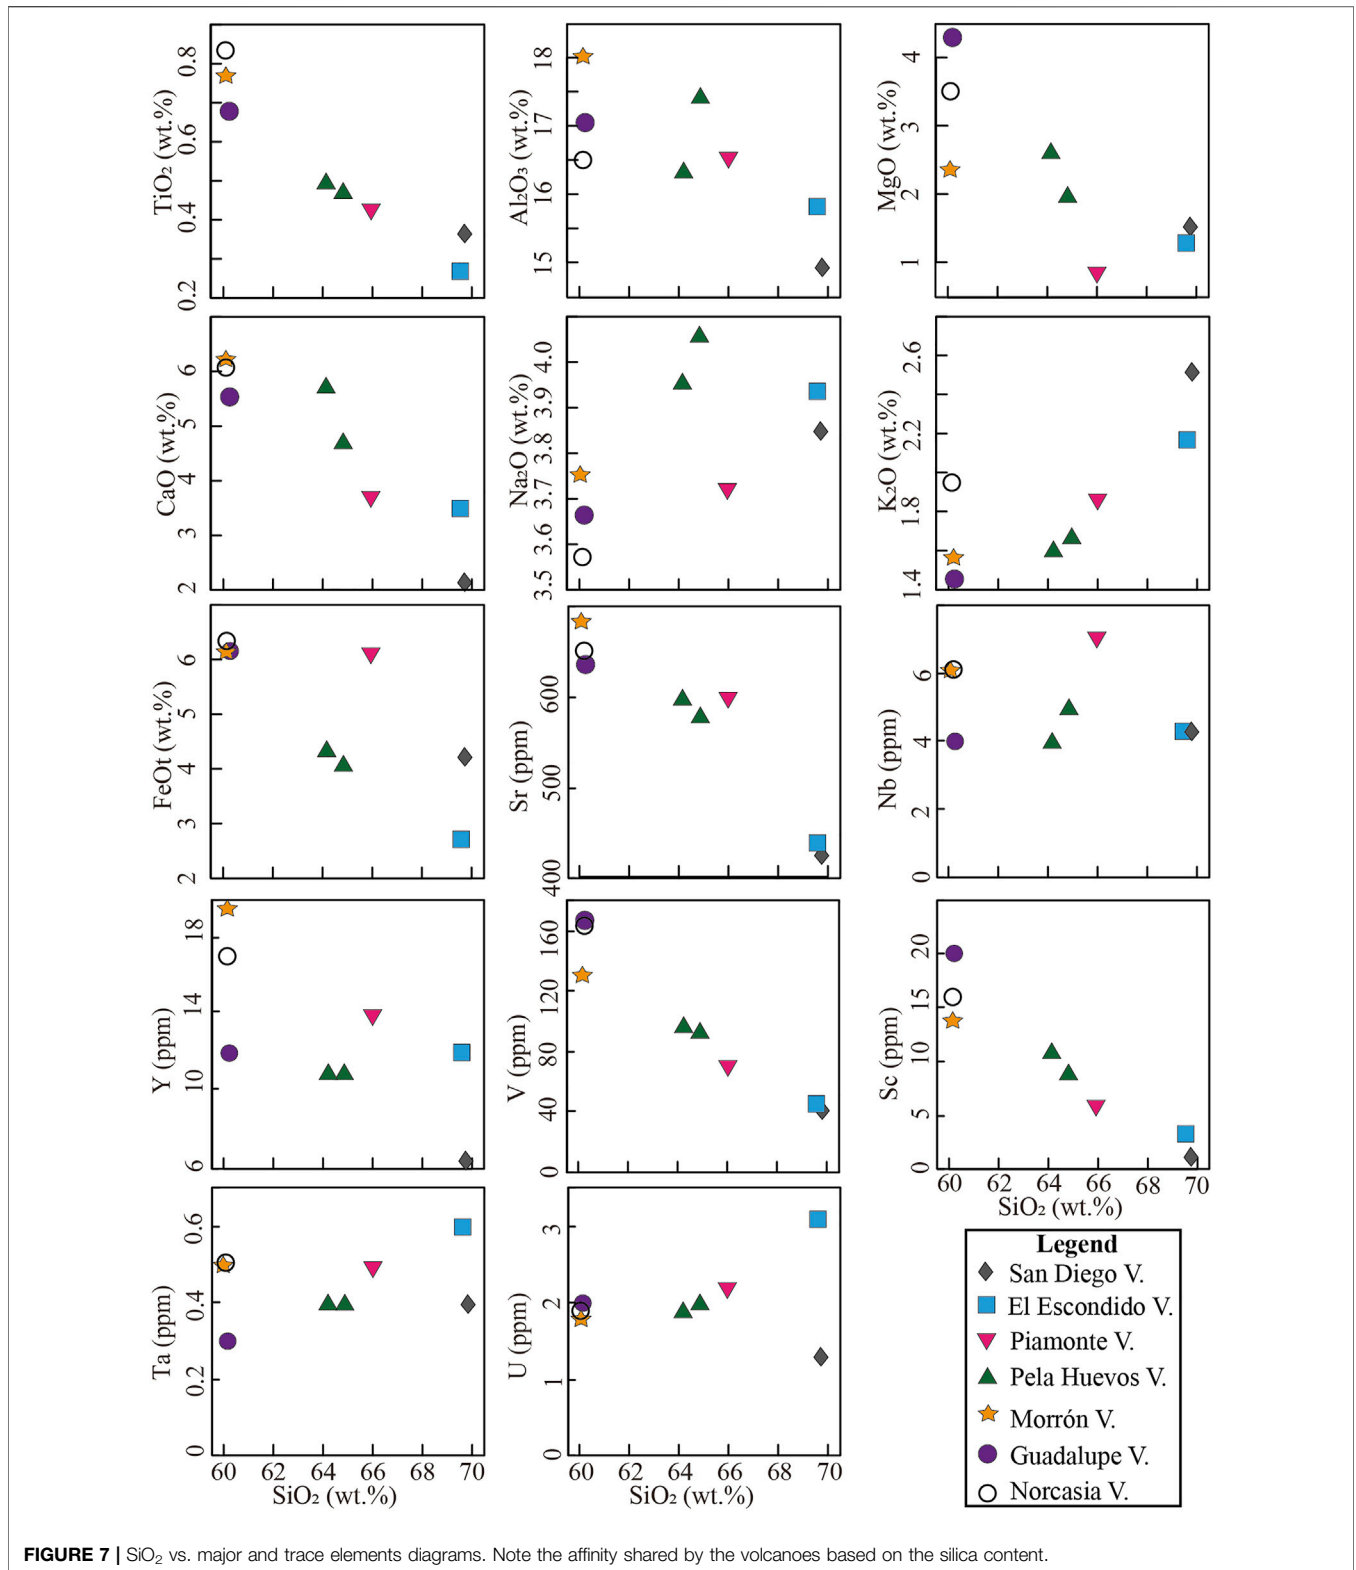 TiO₂ (wt.%)
0.8
0.6
0.4
0.2
Al₂O₃ (wt.%)
18
17
16
15
MgO (wt.%)
4
3
2
1
CaO (wt.%)
6
5
4
3
2
Na₂O (wt.%)
4.0
3.9
3.8
3.7
3.6
3.5
K₂O (wt.%)
2.6
2.2
1.8
1.4
FeOt (wt.%)
6
5
4
3
2
Sr (ppm)
600
500
400
Nb (ppm)
6
4
2
0
Y (ppm)
18
14
10
6
V (ppm)
160
120
80
40
0
Sc (ppm)
20
15
10
5
0
60 62 64 66 68 70
SiO₂ (wt.%)
Ta (ppm)
0.6
0.4
0.2
0
60 62 64 66 68 70
SiO₂ (wt.%)
U (ppm)
3
2
1
0
60 62 64 66 68 70
SiO₂ (wt.%)
Legend
San Diego V.
El Escondido V.
Piamonte V.
Pela Huevos V.
Morrón V.
Guadalupe V.
Norcasia V.
FIGURE 7 | SiO₂ vs. major and trace elements diagrams. Note the affinity shared by the volcanoes based on the silica content.